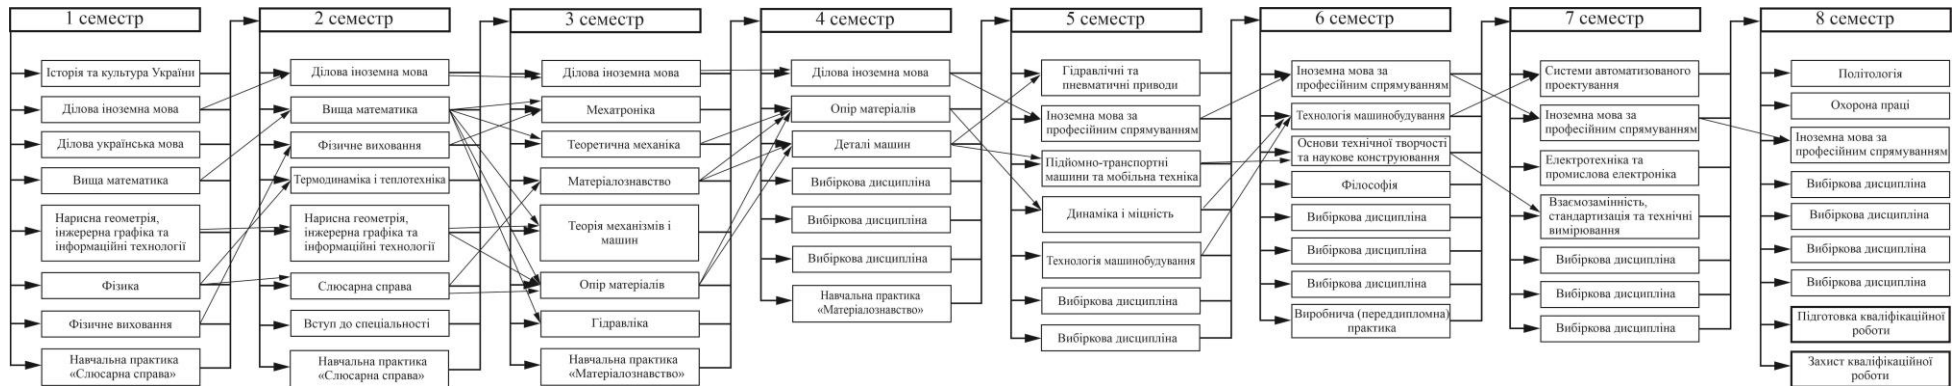 1 семестр
Історія та культура України
Ділова іноземна мова
Ділова українська мова
Вища математика
Нарисна геометрія,
інжерерна графіка та
інформаційні технології
Фізика
Фізичне виховання
Навчальна практика
«Слюсарна справа»
2 семестр
Ділова іноземна мова
Вища математика
Фізичне виховання
Термодинаміка і теплотехніка
Нарисна геометрія,
інжерерна графіка та
інформаційні технології
Слюсарна справа
Вступ до спеціальності
Навчальна практика
«Слюсарна справа»
3 семестр
Ділова іноземна мова
Мехатроніка
Теоретична механіка
Матеріалознавство
Теорія механізмів і
машин
Опір матеріалів
Гідравліка
Навчальна практика
«Матеріалознавство»
4 семестр
Ділова іноземна мова
Опір матеріалів
Деталі машин
Вибіркова дисципліна
Вибіркова дисципліна
Вибіркова дисципліна
Навчальна практика
«Матеріалознавство»
5 семестр
Гідравлічні та
пневматичні приводи
Іноземна мова за
професійним спрямуванням
Підйомно-транспортні
машини та мобільна техніка
Динаміка і міцність
Технологія машинобудування
Вибіркова дисципліна
Вибіркова дисципліна
6 семестр
Іноземна мова за
професійним спрямуванням
Технологія машинобудування
Основи технічної творчості
та наукове конструювання
Філософія
Вибіркова дисципліна
Вибіркова дисципліна
Вибіркова дисципліна
Виробнича (переддипломна)
практика
7 семестр
Системи автоматизованого
проектування
Іноземна мова за
професійним спрямуванням
Електротехніка та
промислова електроніка
Взаємозамінність,
стандартизація та технічні
вимірювання
Вибіркова дисципліна
Вибіркова дисципліна
Вибіркова дисципліна
8 семестр
Політологія
Охорона праці
Іноземна мова за
професійним спрямуванням
Вибіркова дисципліна
Вибіркова дисципліна
Вибіркова дисципліна
Вибіркова дисципліна
Підготовка кваліфікаційної
роботи
Захист кваліфікаційної
роботи